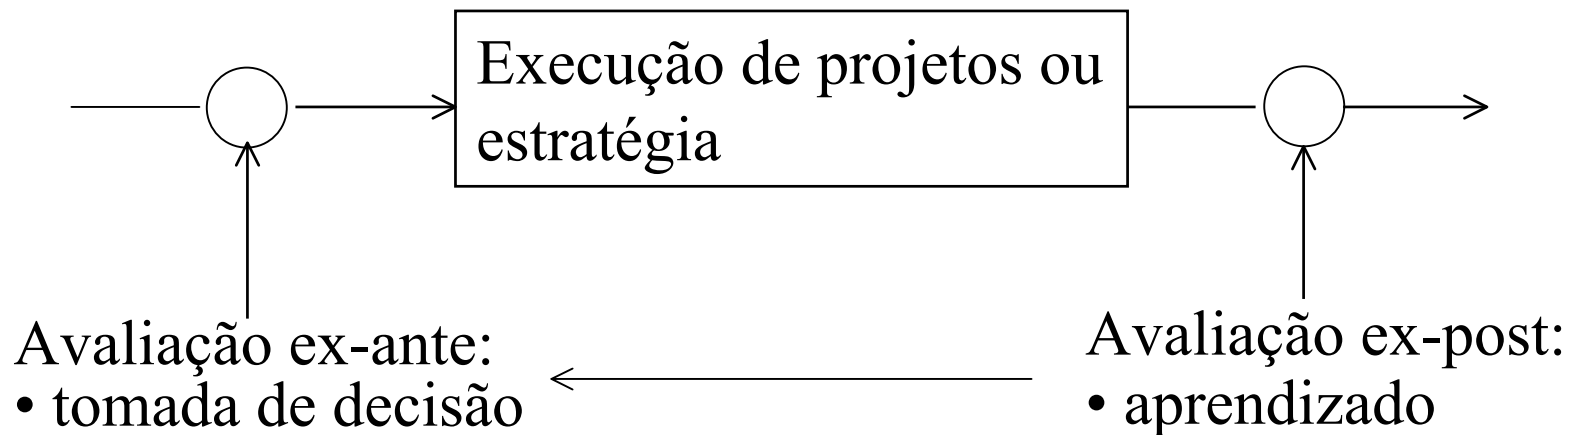 Execução de projetos ou
estratégia
Avaliação ex-ante:
• tomada de decisão
Avaliação ex-post:
• aprendizado